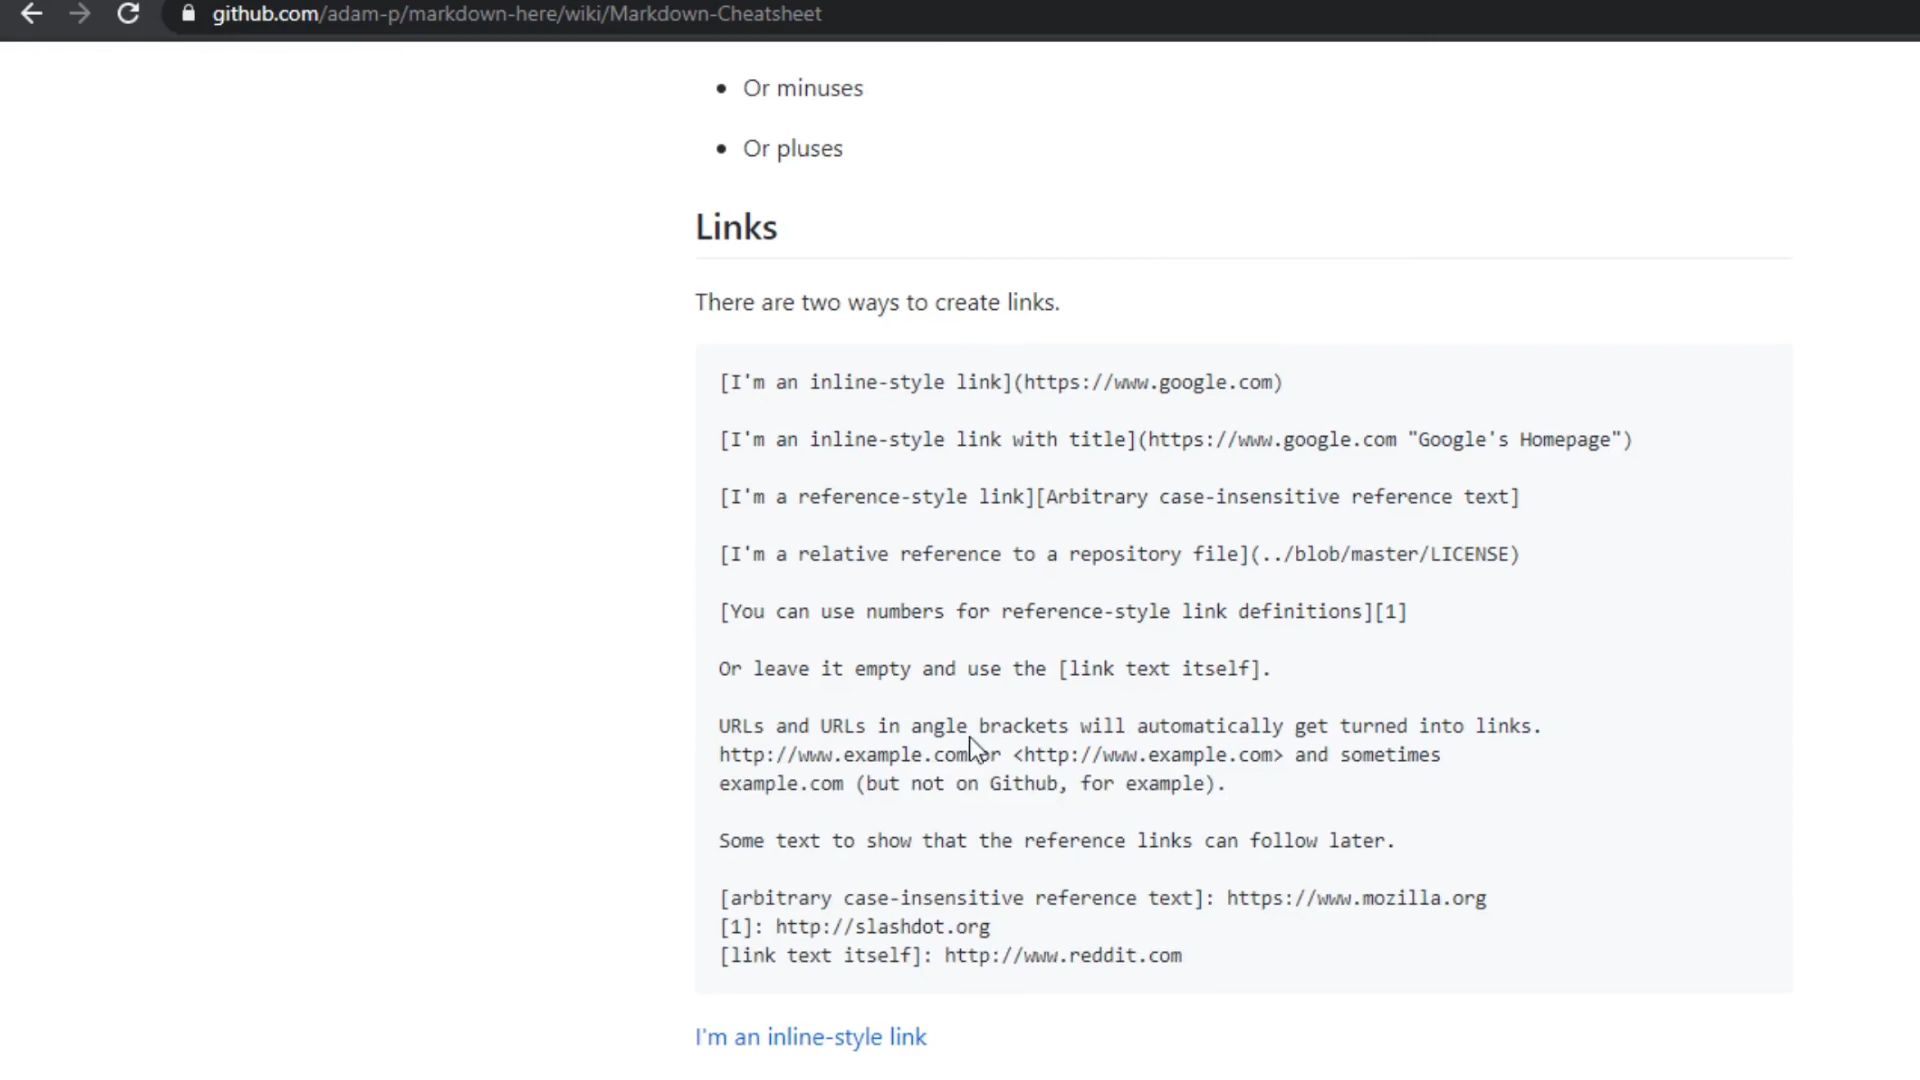 github.com/adam-p/markdown-here/wiki/Markdown-Cheatsheet
Or minuses
Or pluses
Links
There are two ways to create links.
[I'm an inline-style link](https://www.google.com)
[I'm an inline-style link with title](https://www.google.com "Google's Homepage")
[I'm a reference-style link][Arbitrary case-insensitive reference text]
[I'm a relative reference to a repository file](../blob/master/LICENSE)
[You can use numbers for reference-style link definitions][1]
Or leave it empty and use the [link text itself].
URLs and URLs in angle brackets will automatically get turned into links.
http://www.example.com or <http://www.example.com> and sometimes
example.com (but not on Github, for example).
Some text to show that the reference links can follow later.
[arbitrary case-insensitive reference text]: https://www.mozilla.org
[1]: http://slashdot.org
[link text itself]: http://www.reddit.com
I'm an inline-style link